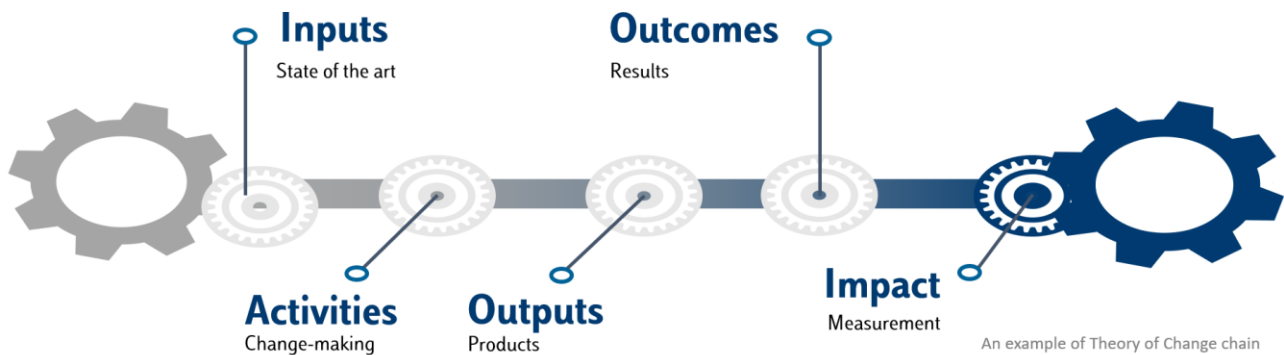 Inputs
State of the art
Outcomes
Results
Activities
Change-making
Outputs
Products
Impact
Measurement
An example of Theory of Change chain